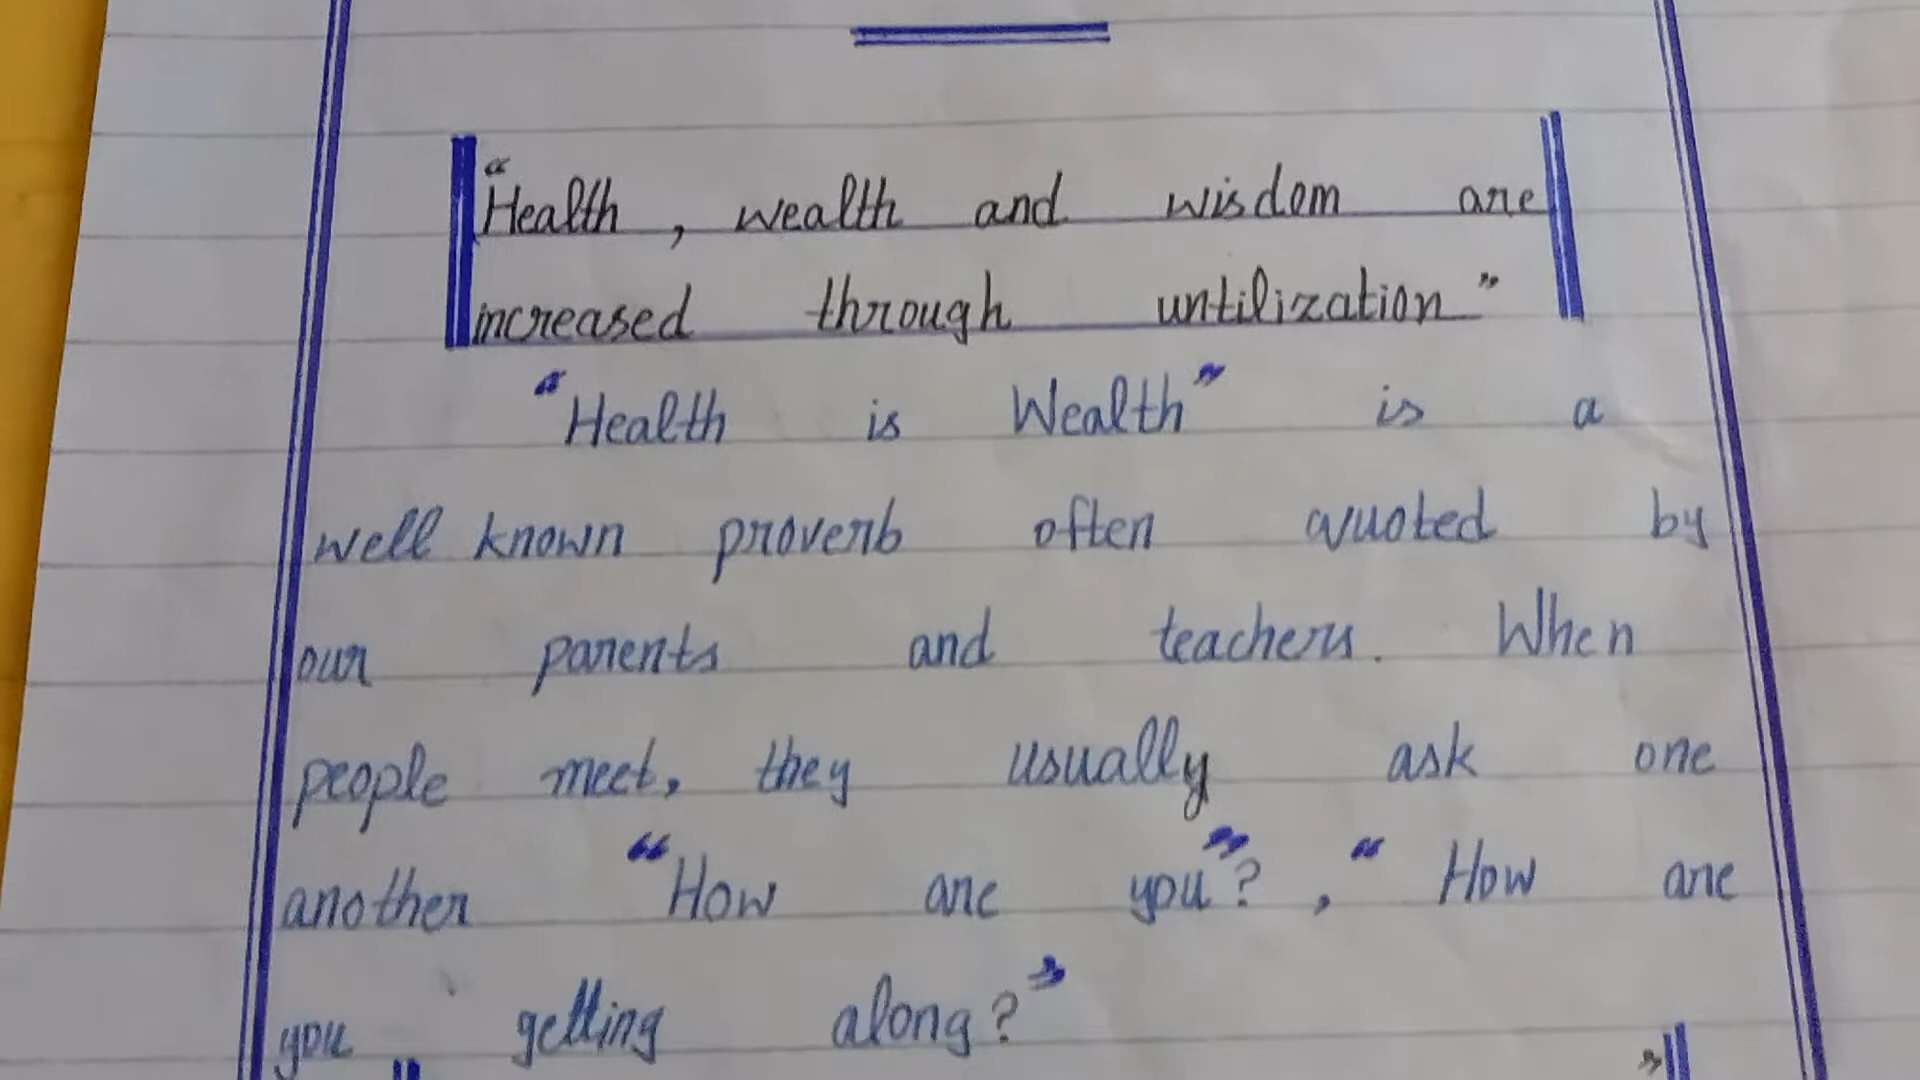 “Health, wealth and wisdom are
increased through untilization”
“Health is Wealth” is a
well known proverb often quoted by
our parents and teachers. When
people meet, they usually ask one
another “How are you”?, “How are
you getting along?”
”